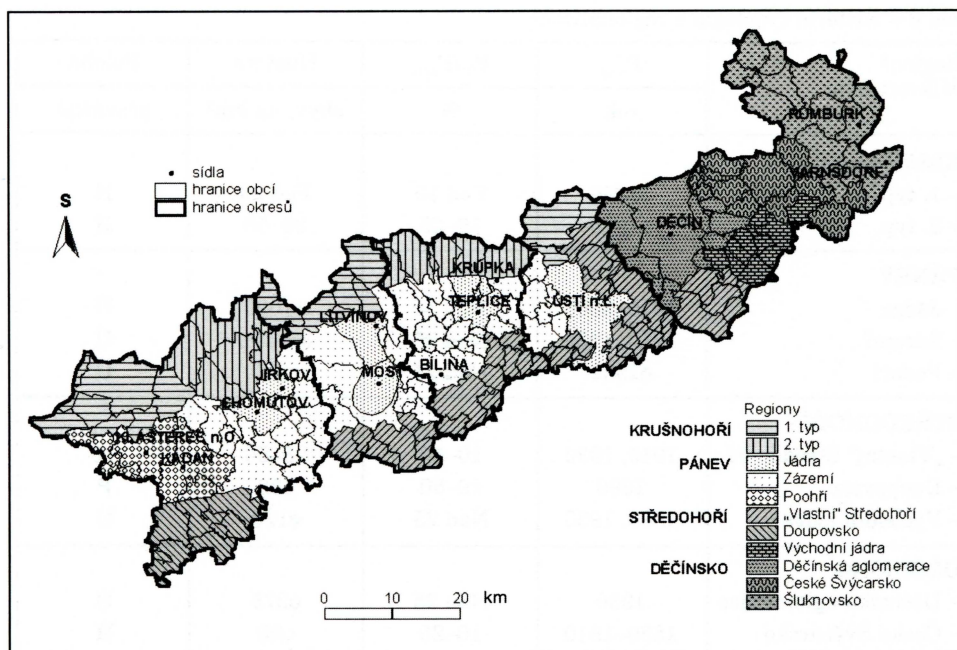 RUMBURK
VARNSDORF
DĚČÍN
sídla
hranice obcí
hranice okresů
S
KRUPKA
TEPLICE
ÚSTÍ n.L.
LITVÍNOV
BÍLINA
MOST
JIRKOV
CHOMUTOV
KLÁŠTEREC n.O.
KADAŇ
Regiony
KRUŠNOHOŘÍ
1. typ
2. typ
PÁNEV
Jádra
Zázemí
Poohří
STŘEDOHOŘÍ
„Vlastní" Středohoří
Doupovsko
Východní jádra
DĚČÍNSKO
Děčínská aglomerace
České Švýcarsko
Šluknovsko
0 10 20 km